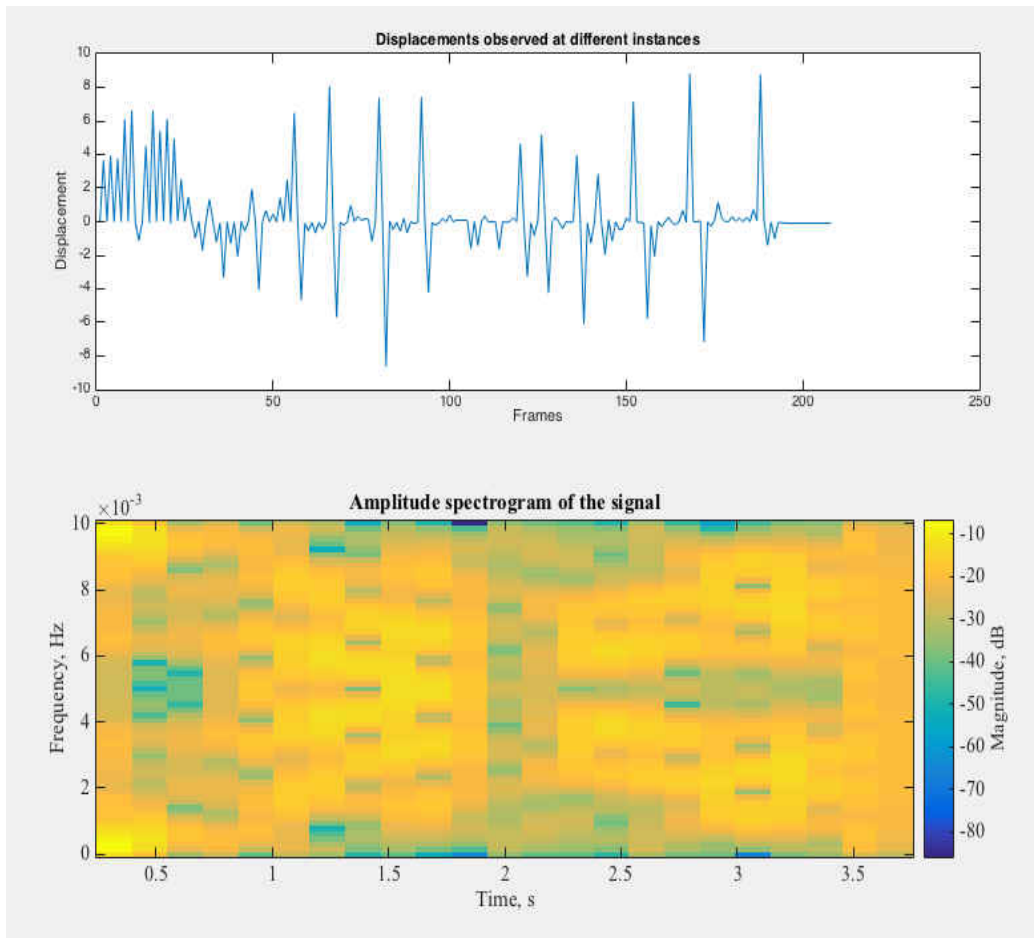 Displacements observed at different instances
10
8
6
4
2
0
-2
-4
-6
-8
-10
Displacement
0 50 100 150 200 250
Frames
Amplitude spectrogram of the signal
×10-3
10
8
6
4
2
0
Frequency, Hz
0.5 1 1.5 2 2.5 3 3.5
Time, s
-10
-20
-30
-40
-50
-60
-70
-80
Magnitude, dB